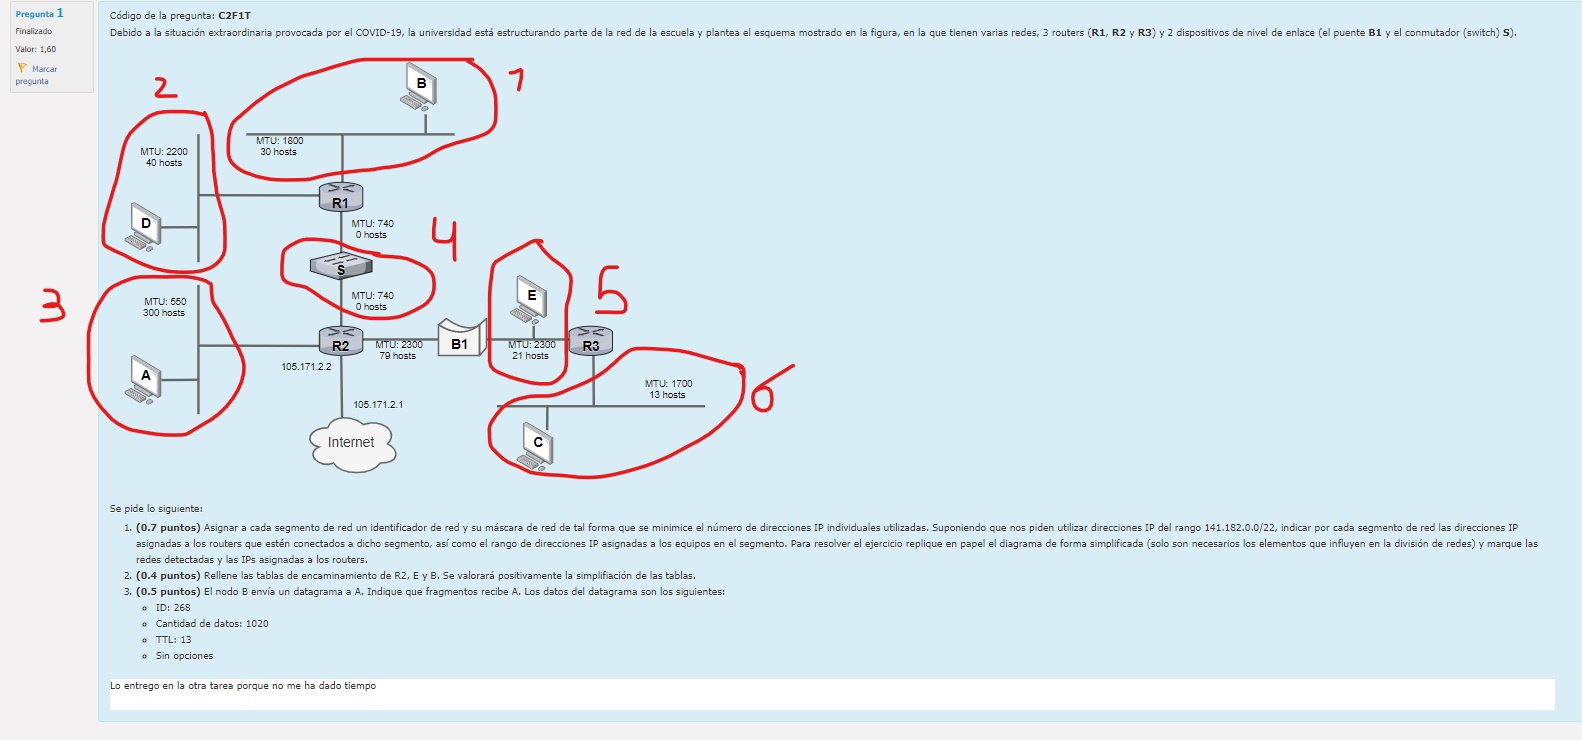 Pregunta 1
Finalizado
Valor: 1,60
Marcar
pregunta
Código de la pregunta: C2F1T
Debido a la situación extraordinaria provocada por el COVID-19, la universidad está estructurando parte de la red de la escuela y plantea el esquema mostrado en la figura, en la que tienen varias redes, 3 routers (R1, R2 y R3) y 2 dispositivos de nivel de enlace (el puente B1 y el conmutador (switch) S).
2
1
B
MTU: 1800
30 hosts
MTU: 2200
40 hosts
D
R1
MTU: 740
0 hosts
4
S
MTU: 740
0 hosts
3
MTU: 550
300 hosts
A
E
5
R2
MTU: 2300
79 hosts
B1
MTU: 2300
21 hosts
R3
105.171.2.2
105.171.2.1
Internet
MTU: 1700
13 hosts
6
C
Se pide lo siguiente:
1. (0.7 puntos) Asignar a cada segmento de red un identificador de red y su máscara de red de tal forma que se minimice el número de direcciones IP individuales utilizadas. Suponiendo que nos piden utilizar direcciones IP del rango 141.182.0.0/22, indicar por cada segmento de red las direcciones IP
asignadas a los routers que estén conectados a dicho segmento, así como el rango de direcciones IP asignadas a los equipos en el segmento. Para resolver el ejercicio replique en papel el diagrama de forma simplificada (solo son necesarios los elementos que influyen en la división de redes) y marque las
redes detectadas y las IPs asignadas a los routers.
2. (0.4 puntos) Rellene las tablas de encaminamiento de R2, E y B. Se valorará positivamente la simplifiación de las tablas.
3. (0.5 puntos) El nodo B envía un datagrama a A. Indique que fragmentos recibe A. Los datos del datagrama son los siguientes:
ID: 268
Cantidad de datos: 1020
TTL: 13
Sin opciones
Lo entrego en la otra tarea porque no me ha dado tiempo